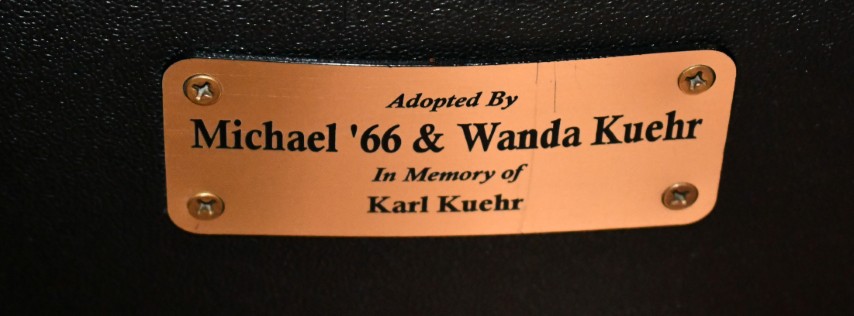 Adopted By
Michael '66 & Wanda Kuehr
In Memory of
Karl Kuehr